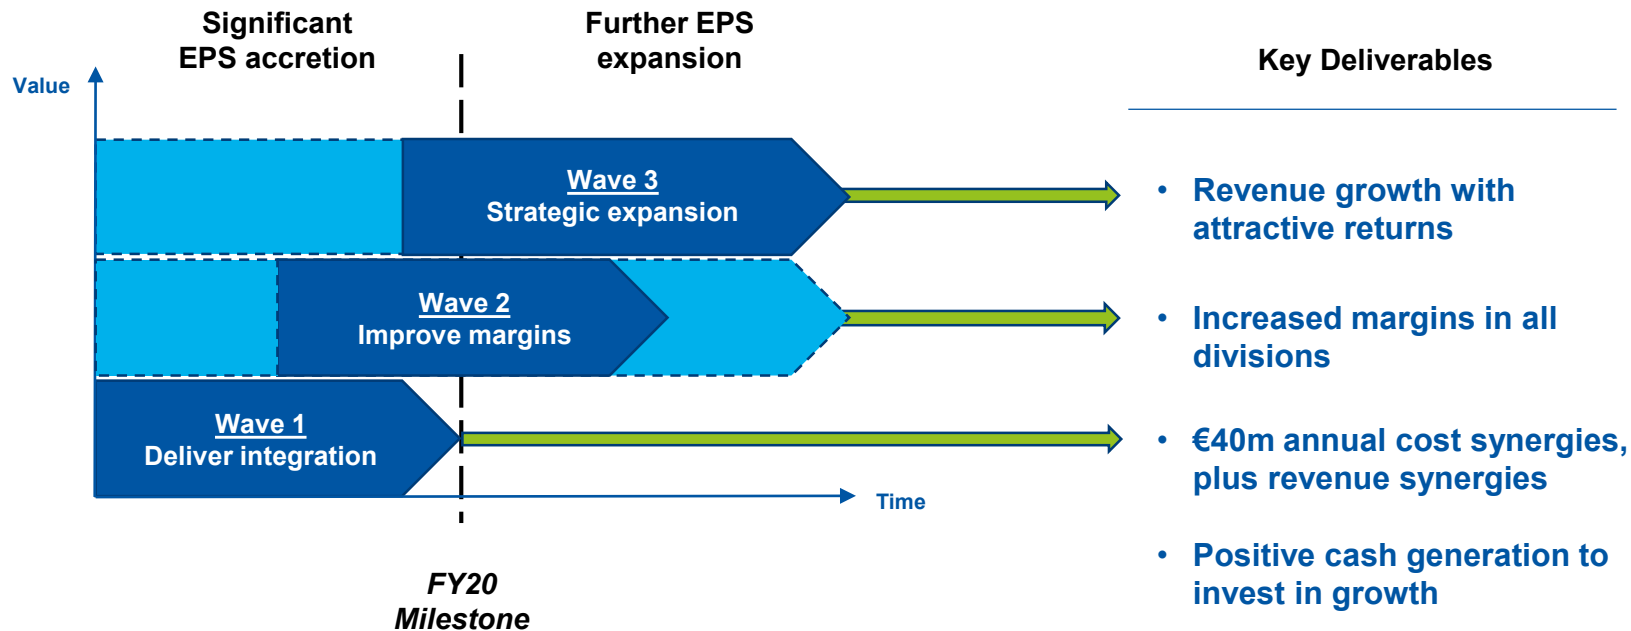 Significant
EPS accretion
Further EPS
expansion
Key Deliverables
Value
Wave 3
Strategic expansion
• Revenue growth with
attractive returns
Wave 2
Improve margins
• Increased margins in all
divisions
Wave 1
Deliver integration
• €40m annual cost synergies,
plus revenue synergies
Time
• Positive cash generation to
invest in growth
FY20
Milestone